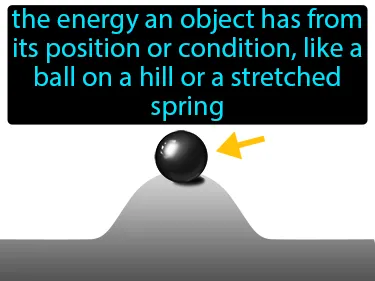 the energy an object has from
its position or condition, like a
ball on a hill or a stretched
spring